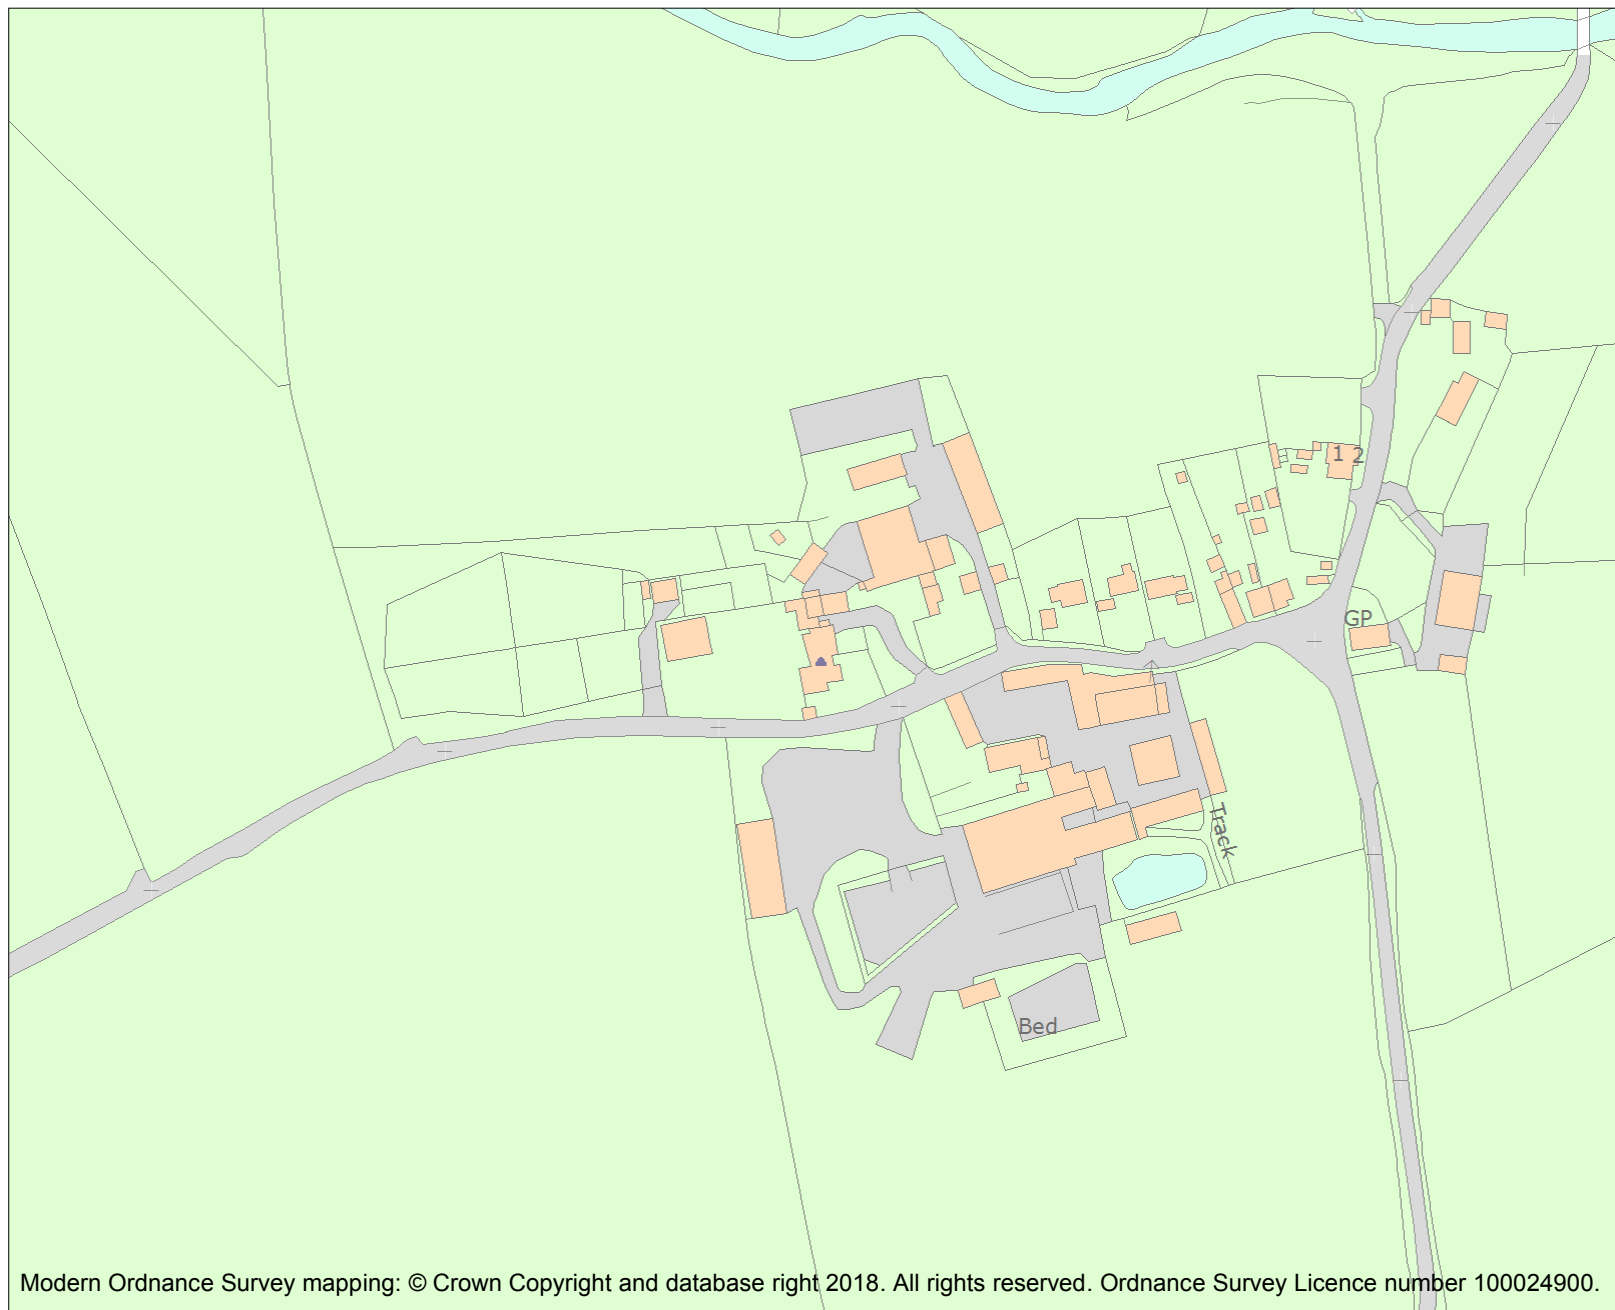 1 2
GP
Track
Bed
Modern Ordnance Survey mapping: © Crown Copyright and database right 2018. All rights reserved. Ordnance Survey Licence number 100024900.